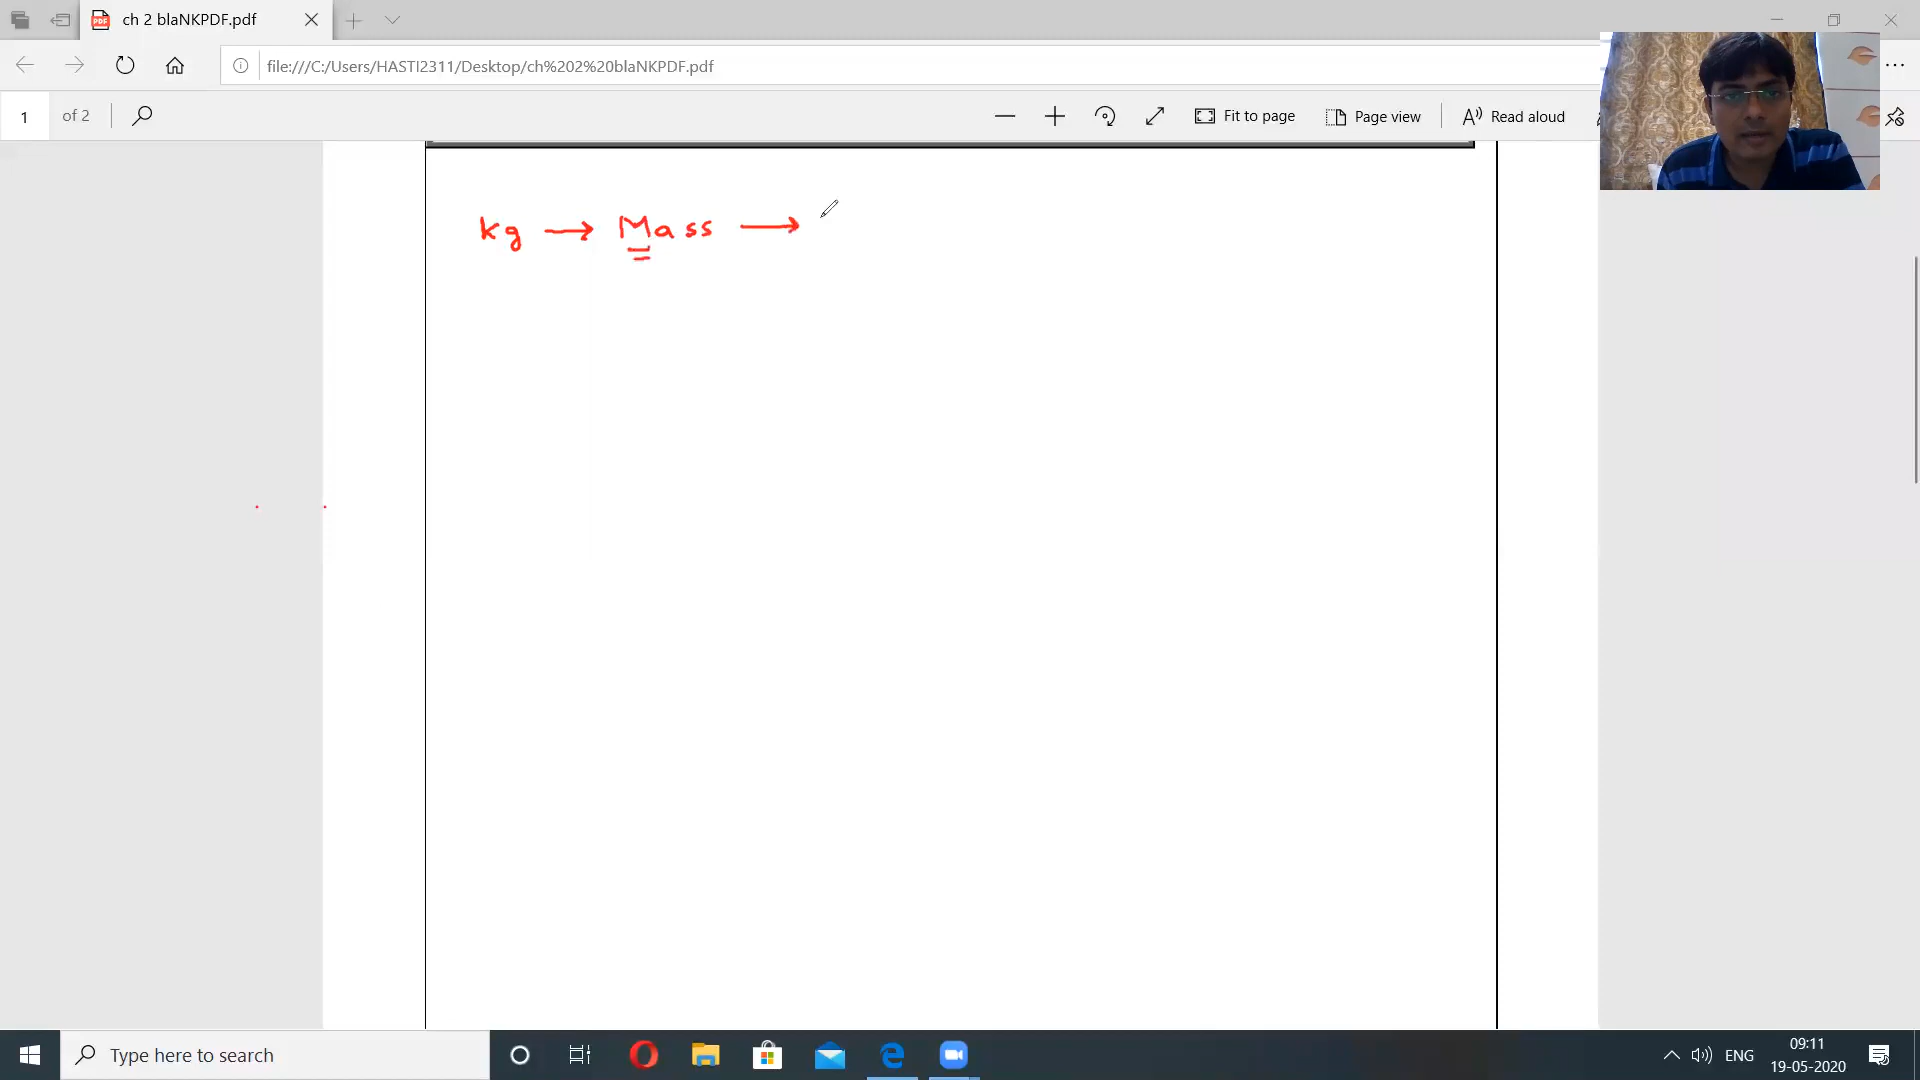 ch 2 blaNKPDF.pdf
file:///C:/Users/HASTI2311/Desktop/ch%202%20blaNKPDF.pdf
1 of 2 Fit to page Page view Read aloud
kg → Mass →
Type here to search
ENG
09:11
19-05-2020